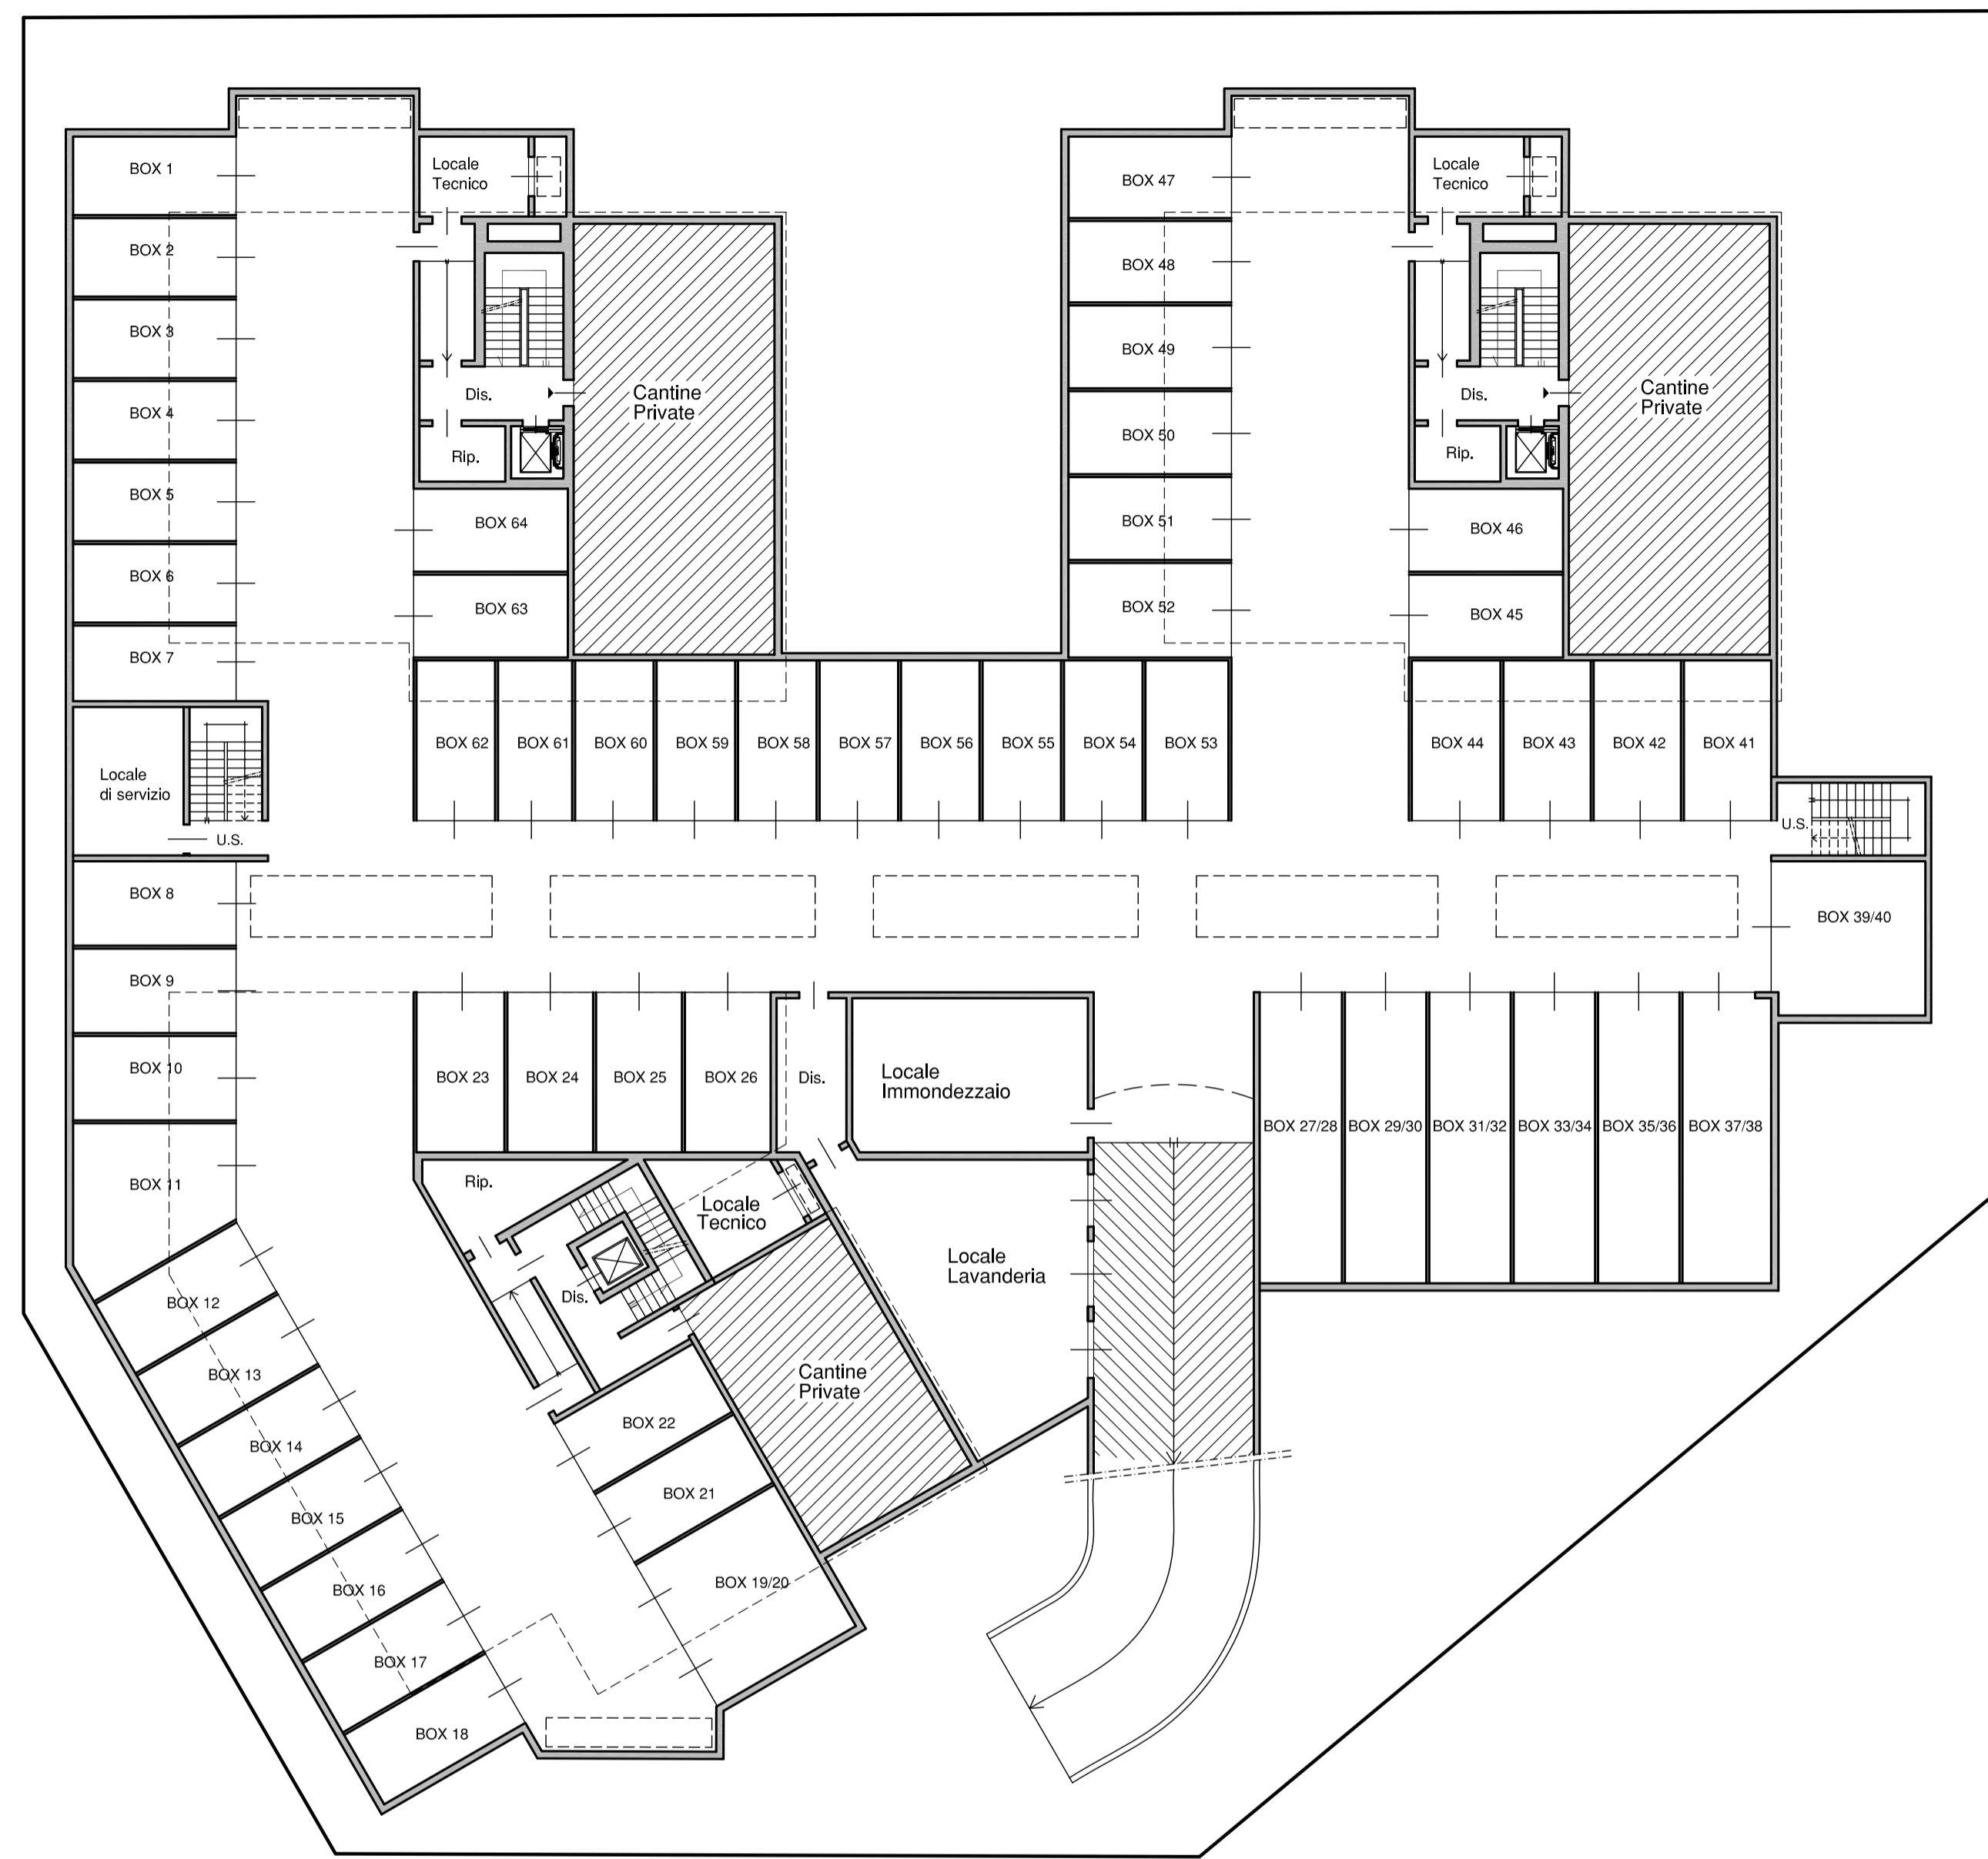 BOX 1
Locale
Tecnico
BOX 47
Locale
Tecnico
BOX 2
BOX 48
BOX 3
BOX 49
BOX 4
Dis.
Cantine
Private
BOX 50
Dis.
Cantine
Private
Rip.
Rip.
BOX 5
BOX 64
BOX 51
BOX 46
BOX 6
BOX 63
BOX 52
BOX 45
BOX 7
BOX 62
BOX 61
BOX 60
BOX 59
BOX 58
BOX 57
BOX 56
BOX 55
BOX 54
BOX 53
BOX 44
BOX 43
BOX 42
BOX 41
Locale
di servizio
U.S.
U.S.
BOX 8
BOX 39/40
BOX 9
BOX 10
BOX 23
BOX 24
BOX 25
BOX 26
Dis.
Locale
Immondezzaio
BOX 27/28
BOX 29/30
BOX 31/32
BOX 33/34
BOX 35/36
BOX 37/38
BOX 11
Rip.
Locale
Tecnico
Locale
Lavanderia
BOX 12
Dis.
BOX 13
Cantine
Private
BOX 22
BOX 14
BOX 21
BOX 15
BOX 19/20
BOX 16
BOX 17
BOX 18